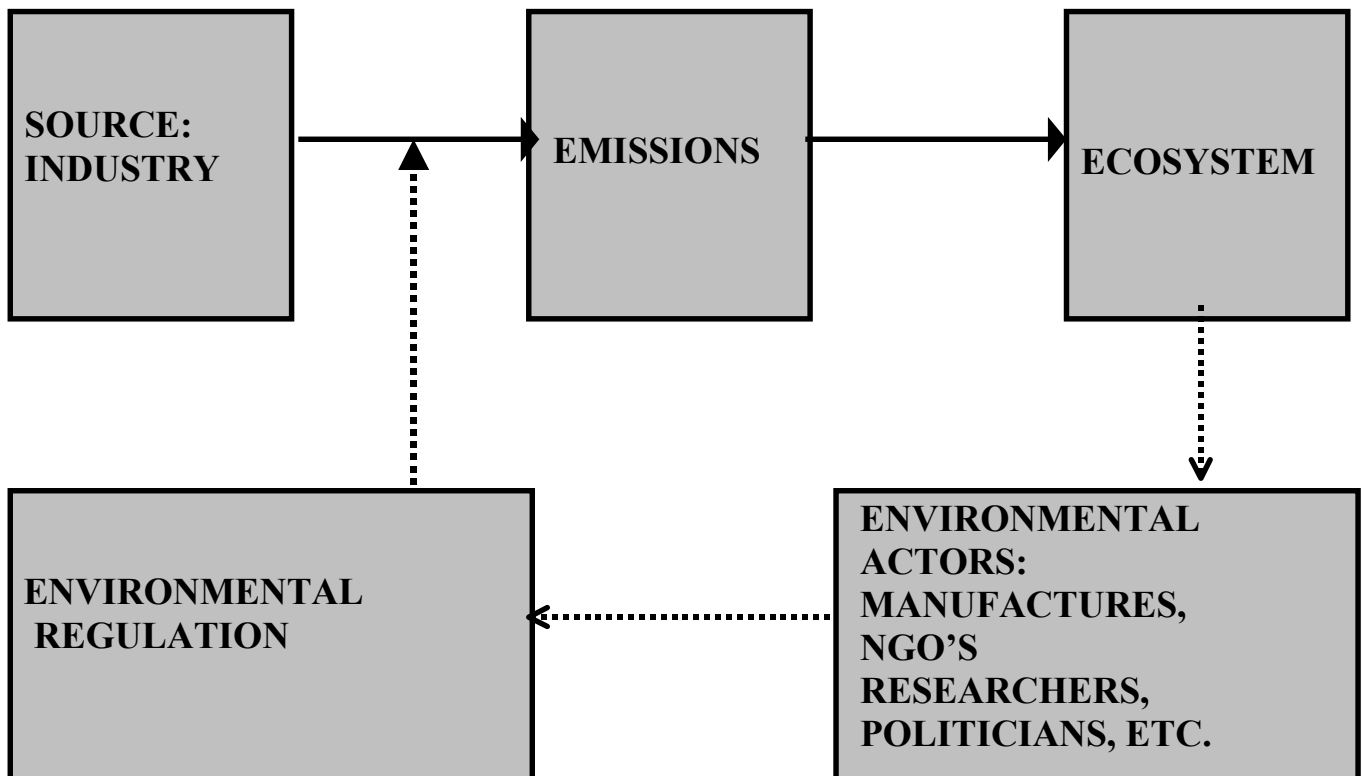 SOURCE:
INDUSTRY
EMISSIONS
ECOSYSTEM
ENVIRONMENTAL
REGULATION
ENVIRONMENTAL
ACTORS:
MANUFACTURES,
NGO’S
RESEARCHERS,
POLITICIANS, ETC.